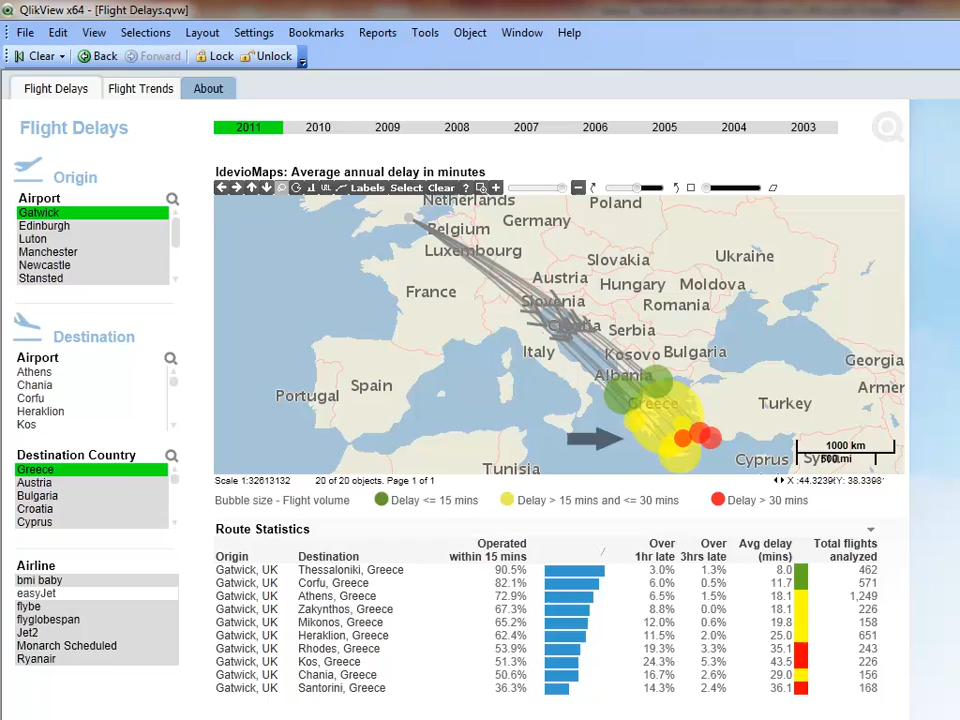 QlikView x64 - [Flight Delays.qvw]
File Edit View Selections Layout Settings Bookmarks Reports Tools Object Window Help
Clear Back Forward Lock Unlock
Flight Delays Flight Trends About
Flight Delays
2011 2010 2009 2008 2007 2006 2005 2004 2003
Origin
Airport
Gatwick
Edinburgh
Luton
Manchester
Newcastle
Stansted
Destination
Airport
Athens
Chania
Corfu
Heraklion
Kos
Destination Country
Greece
Austria
Bulgaria
Croatia
Cyprus
Airline
bmi baby
easyJet
flybe
flyglobespan
Jet2
Monarch Scheduled
Ryanair
IdevioMaps: Average annual delay in minutes
URL Labels Select Clear ?
Netherlands
Poland
Germany
Belgium
Luxembourg
Ukraine
Slovakia
Austria
Hungary Moldova
France
Slovenia
Romania
Croatia
Serbia
Italy
Kosovo Bulgaria
Georgia
Albania
Spain
Armer
Portugal
Greece
Turkey
1000 km
500 mi
Cyprus
Tunisia
Scale 1:32613132 20 of 20 objects. Page 1 of 1
Bubble size - Flight volume Delay <= 15 mins Delay > 15 mins and <= 30 mins Delay > 30 mins
Route Statistics
Origin Destination Operated within 15 mins Over 1hr late Over 3hrs late Avg delay (mins) Total flights analyzed
Gatwick, UK Thessaloniki, Greece 90.5% 3.0% 1.3% 8.0 462
Gatwick, UK Corfu, Greece 82.1% 6.0% 0.5% 11.7 571
Gatwick, UK Athens, Greece 72.9% 6.5% 1.5% 18.1 1,249
Gatwick, UK Zakynthos, Greece 67.3% 8.8% 0.0% 18.1 226
Gatwick, UK Mikonos, Greece 65.2% 12.0% 0.6% 19.8 158
Gatwick, UK Heraklion, Greece 62.4% 11.5% 2.0% 25.0 651
Gatwick, UK Rhodes, Greece 53.9% 19.3% 3.3% 35.1 243
Gatwick, UK Kos, Greece 51.3% 24.3% 5.3% 43.5 226
Gatwick, UK Chania, Greece 50.6% 16.7% 2.6% 29.0 156
Gatwick, UK Santorini, Greece 36.3% 14.3% 2.4% 36.1 168